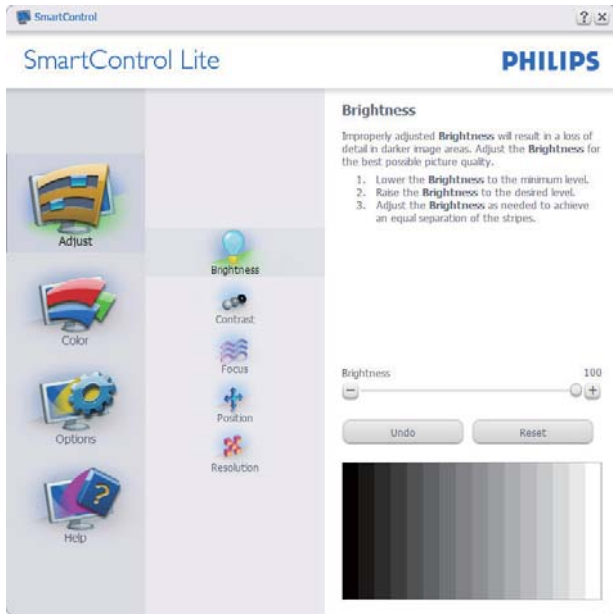 SmartControl
SmartControl Lite
PHILIPS
Adjust
Color
Options
Help
Brightness
Contrast
Focus
Position
Resolution
Brightness
Improperly adjusted Brightness will result in a loss of
detail in darker image areas. Adjust the Brightness for
the best possible picture quality.
1. Lower the Brightness to the minimum level.
2. Raise the Brightness to the desired level.
3. Adjust the Brightness as needed to achieve
an equal separation of the stripes.
Brightness 100
Undo Reset